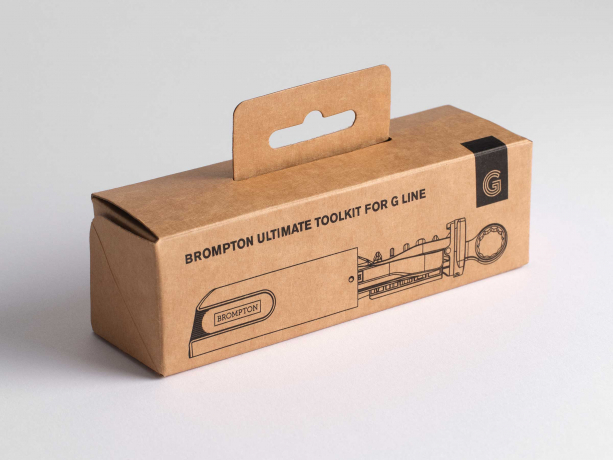 G
BROMPTON ULTIMATE TOOLKIT FOR G LINE
BROMPTON